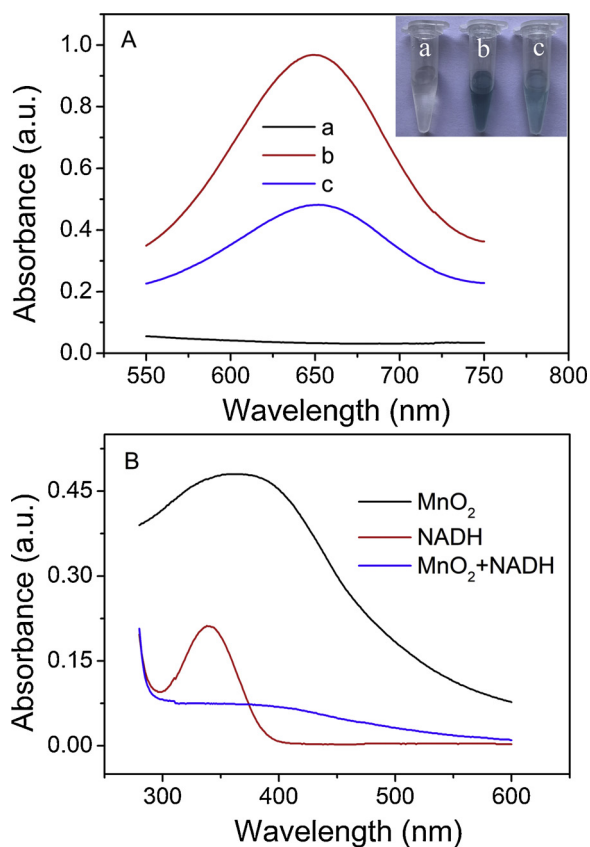 A
a b c
1.0
0.8
0.6
0.4
0.2
0.0
Absorbance (a.u.)
a
b
c
550 600 650 700 750 800
Wavelength (nm)
B
0.45
0.30
0.15
0.00
Absorbance (a.u.)
MnO₂
NADH
MnO₂+NADH
300 400 500 600
Wavelength (nm)